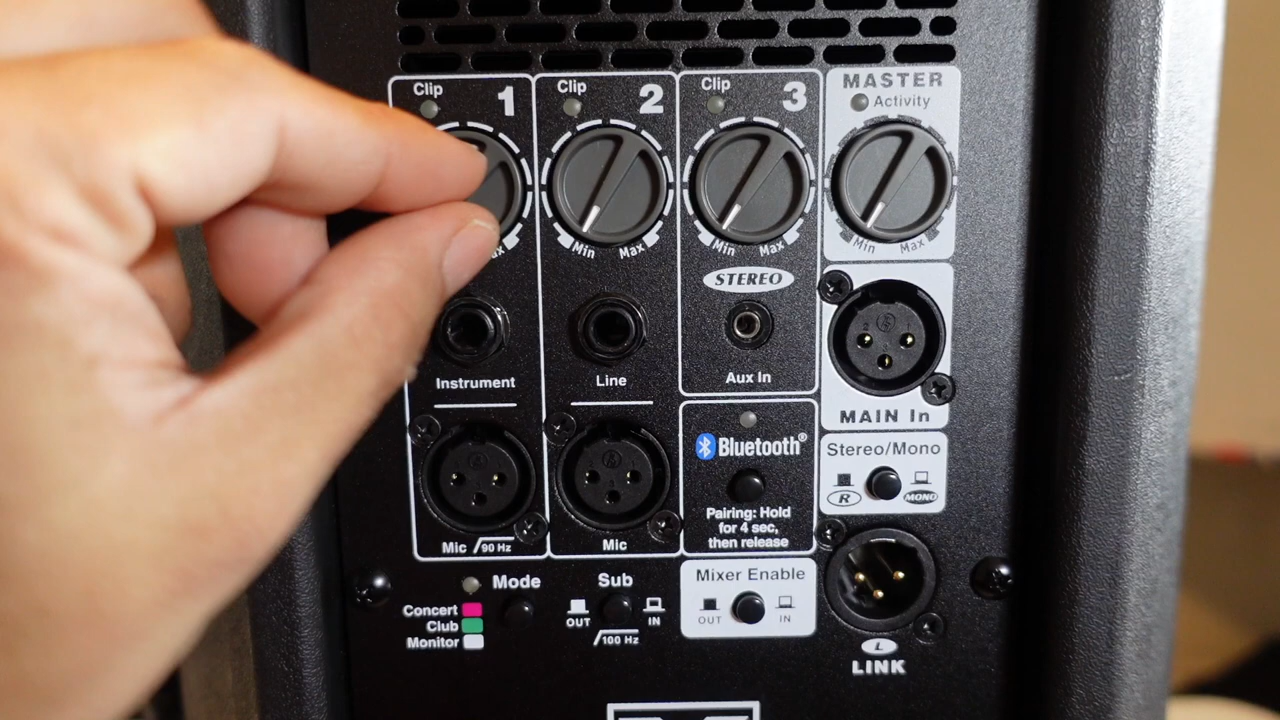 Clip 1
Clip 2
Clip 3
MASTER
Activity
Min Max
Min Max
Min Max
STEREO
Instrument
Line
Aux In
MAIN In
Bluetooth®
Pairing: Hold
for 4 sec,
then release
Stereo/Mono
R MONO
Mic 90 Hz
Mic
Mode
Concert
Club
Monitor
Sub
OUT IN
100 Hz
Mixer Enable
OUT IN
L
LINK